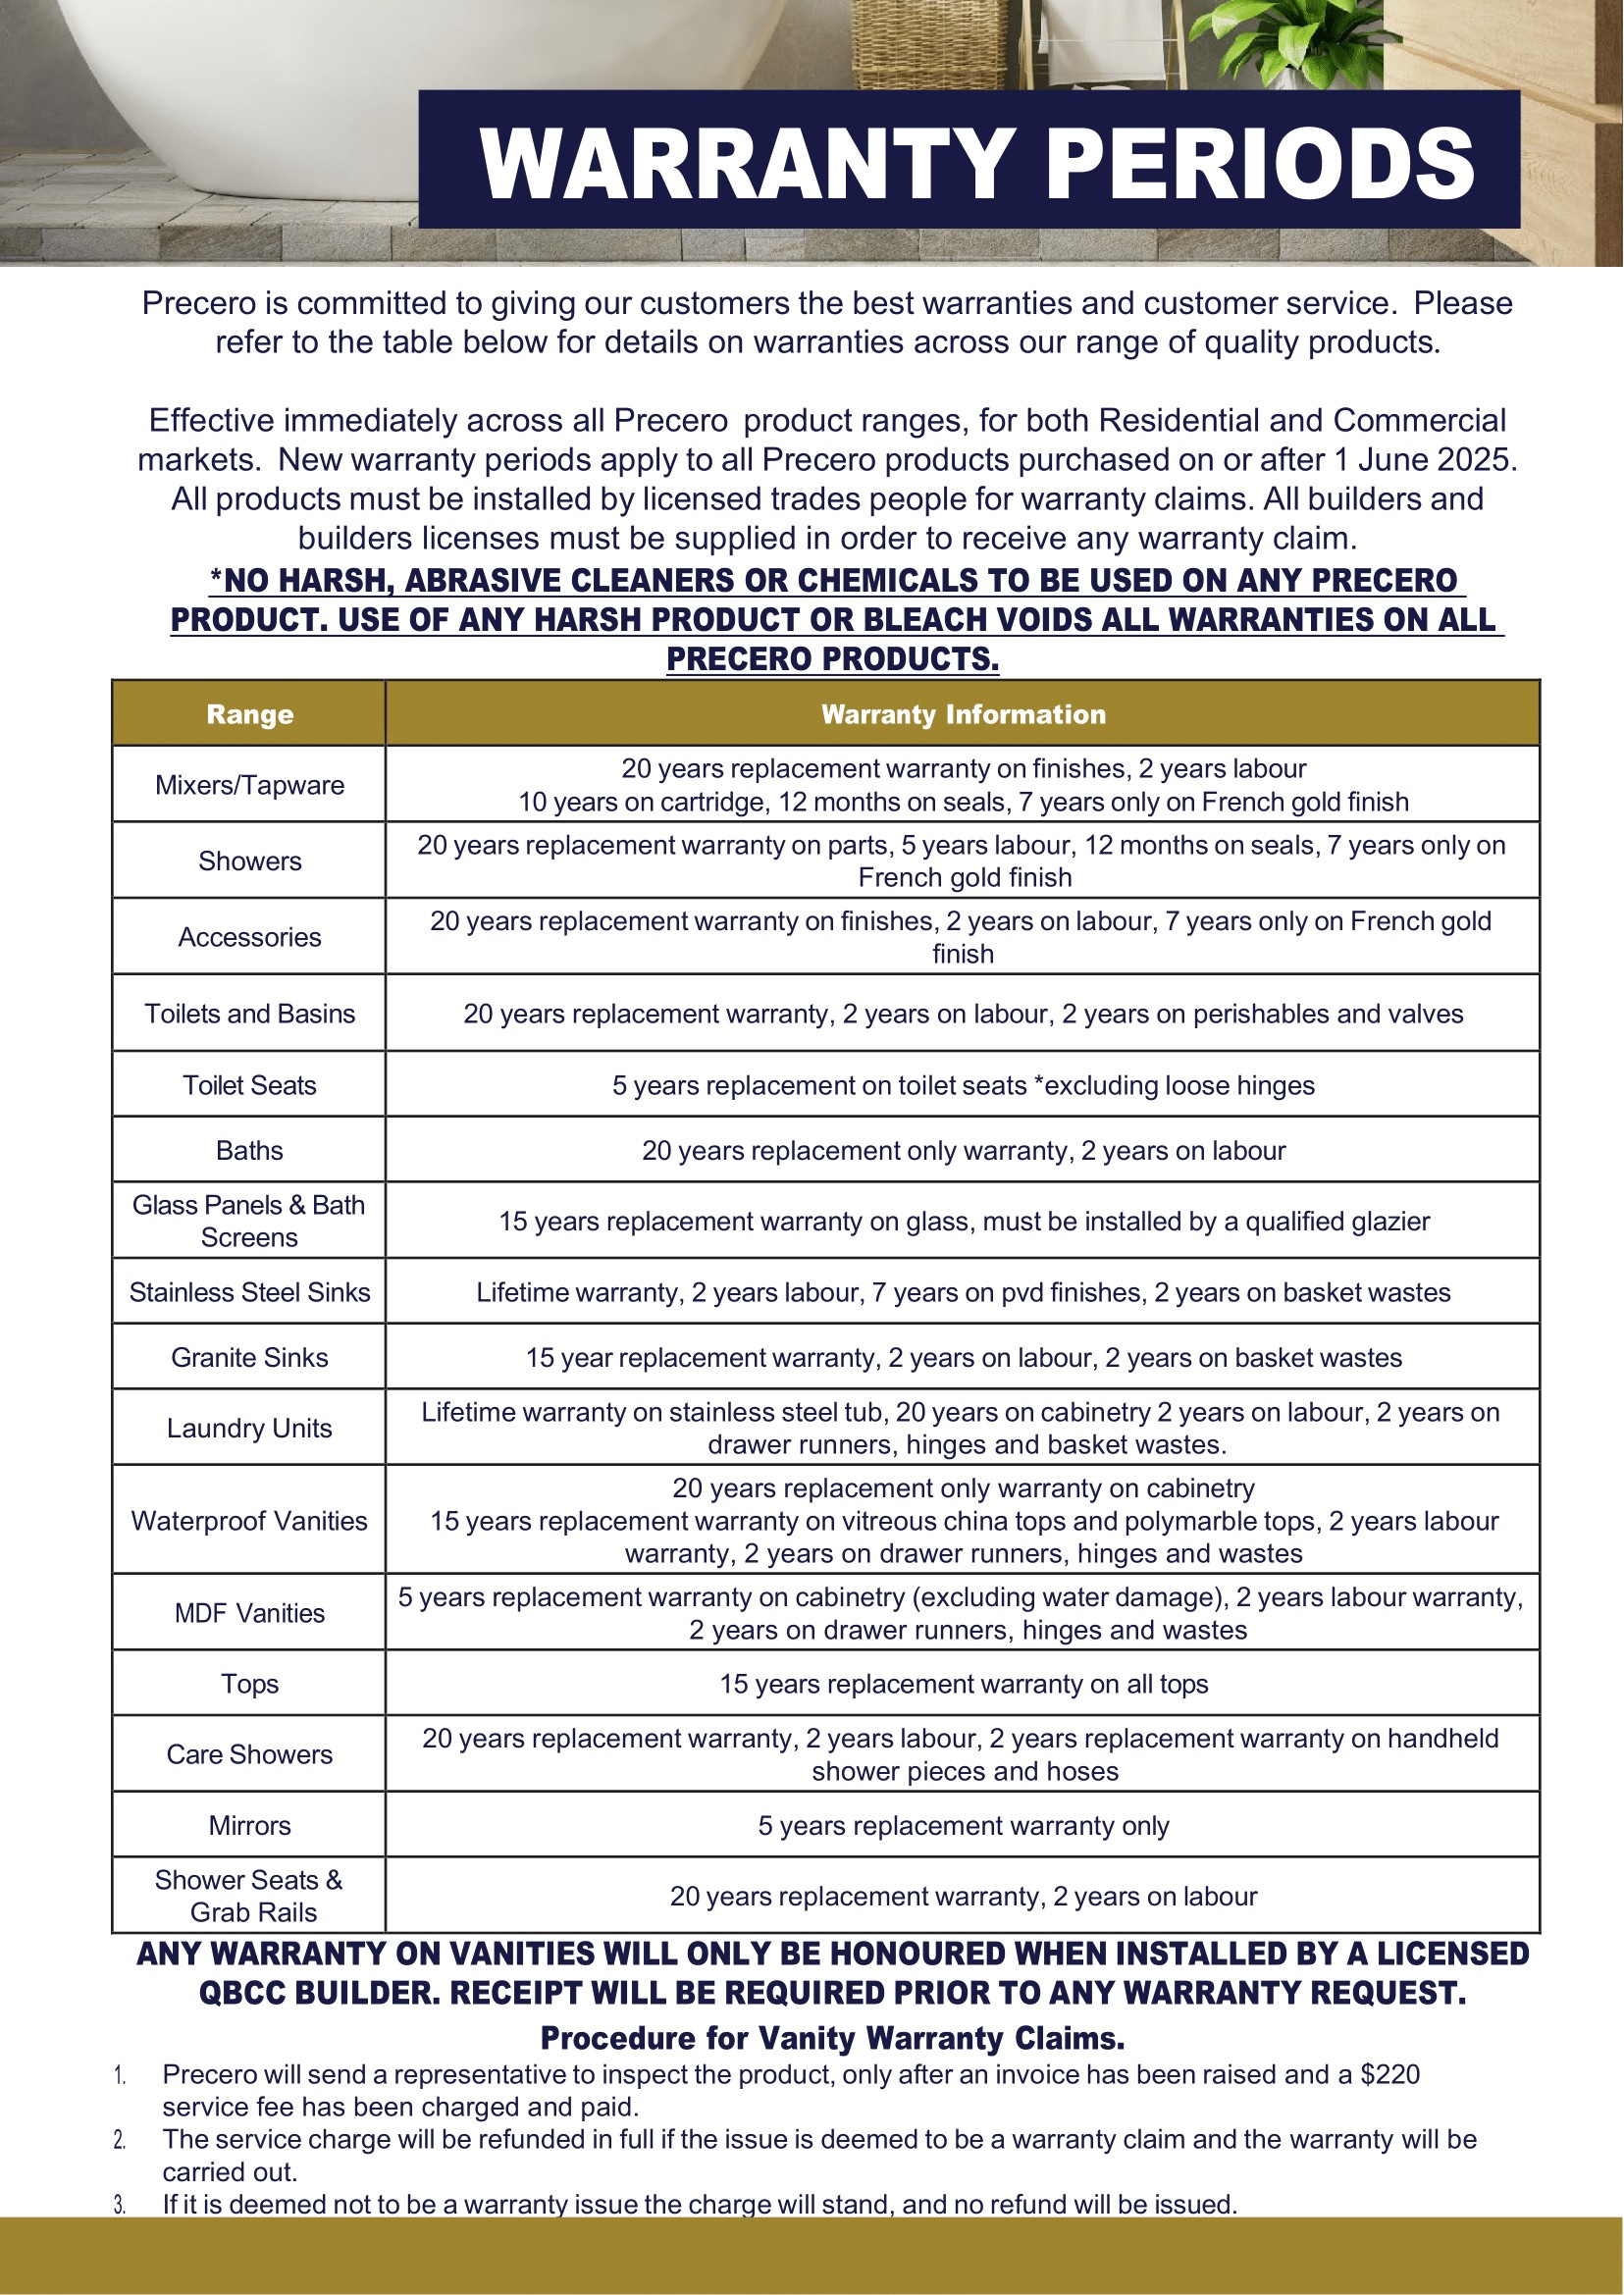 WARRANTY PERIODS
Precero is committed to giving our customers the best warranties and customer service. Please
refer to the table below for details on warranties across our range of quality products.
Effective immediately across all Precero product ranges, for both Residential and Commercial
markets. New warranty periods apply to all Precero products purchased on or after 1 June 2025.
All products must be installed by licensed trades people for warranty claims. All builders and
builders licenses must be supplied in order to receive any warranty claim.
*NO HARSH, ABRASIVE CLEANERS OR CHEMICALS TO BE USED ON ANY PRECERO
PRODUCT. USE OF ANY HARSH PRODUCT OR BLEACH VOIDS ALL WARRANTIES ON ALL
PRECERO PRODUCTS.
Range Warranty Information
Mixers/Tapware
20 years replacement warranty on finishes, 2 years labour
10 years on cartridge, 12 months on seals, 7 years only on French gold finish
Showers
20 years replacement warranty on parts, 5 years labour, 12 months on seals, 7 years only on
French gold finish
Accessories
20 years replacement warranty on finishes, 2 years on labour, 7 years only on French gold
finish
Toilets and Basins
20 years replacement warranty, 2 years on labour, 2 years on perishables and valves
Toilet Seats
5 years replacement on toilet seats *excluding loose hinges
Baths
20 years replacement only warranty, 2 years on labour
Glass Panels & Bath
Screens
15 years replacement warranty on glass, must be installed by a qualified glazier
Stainless Steel Sinks
Lifetime warranty, 2 years labour, 7 years on pvd finishes, 2 years on basket wastes
Granite Sinks
15 year replacement warranty, 2 years on labour, 2 years on basket wastes
Laundry Units
Lifetime warranty on stainless steel tub, 20 years on cabinetry 2 years on labour, 2 years on
drawer runners, hinges and basket wastes.
Waterproof Vanities
20 years replacement only warranty on cabinetry
15 years replacement warranty on vitreous china tops and polymarble tops, 2 years labour
warranty, 2 years on drawer runners, hinges and wastes
MDF Vanities
5 years replacement warranty on cabinetry (excluding water damage), 2 years labour warranty,
2 years on drawer runners, hinges and wastes
Tops
15 years replacement warranty on all tops
Care Showers
20 years replacement warranty, 2 years labour, 2 years replacement warranty on handheld
shower pieces and hoses
Mirrors
5 years replacement warranty only
Shower Seats &
Grab Rails
20 years replacement warranty, 2 years on labour
ANY WARRANTY ON VANITIES WILL ONLY BE HONOURED WHEN INSTALLED BY A LICENSED
QBCC BUILDER. RECEIPT WILL BE REQUIRED PRIOR TO ANY WARRANTY REQUEST.
Procedure for Vanity Warranty Claims.
1. Precero will send a representative to inspect the product, only after an invoice has been raised and a $220
service fee has been charged and paid.
2. The service charge will be refunded in full if the issue is deemed to be a warranty claim and the warranty will be
carried out.
3. If it is deemed not to be a warranty issue the charge will stand, and no refund will be issued.